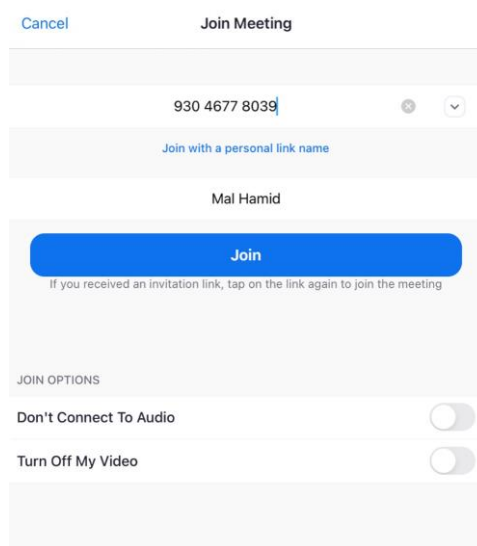 Cancel Join Meeting
930 4677 8039
Join with a personal link name
Mal Hamid
Join
If you received an invitation link, tap on the link again to join the meeting
JOIN OPTIONS
Don't Connect To Audio
Turn Off My Video